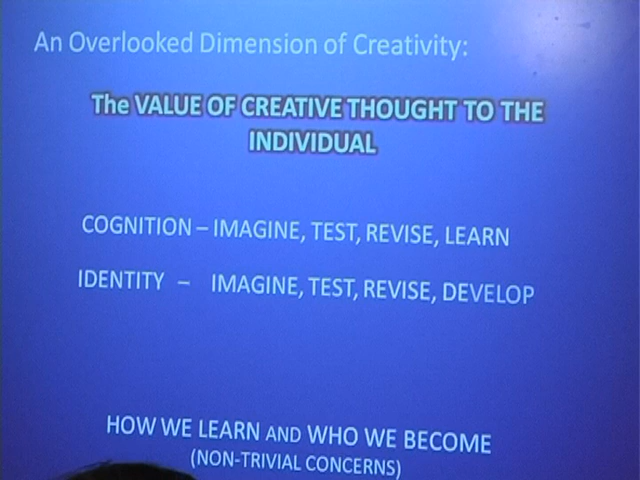 An Overlooked Dimension of Creativity:
The VALUE OF CREATIVE THOUGHT TO THE
INDIVIDUAL
COGNITION – IMAGINE, TEST, REVISE, LEARN
IDENTITY – IMAGINE, TEST, REVISE, DEVELOP
HOW WE LEARN AND WHO WE BECOME
(NON-TRIVIAL CONCERNS)